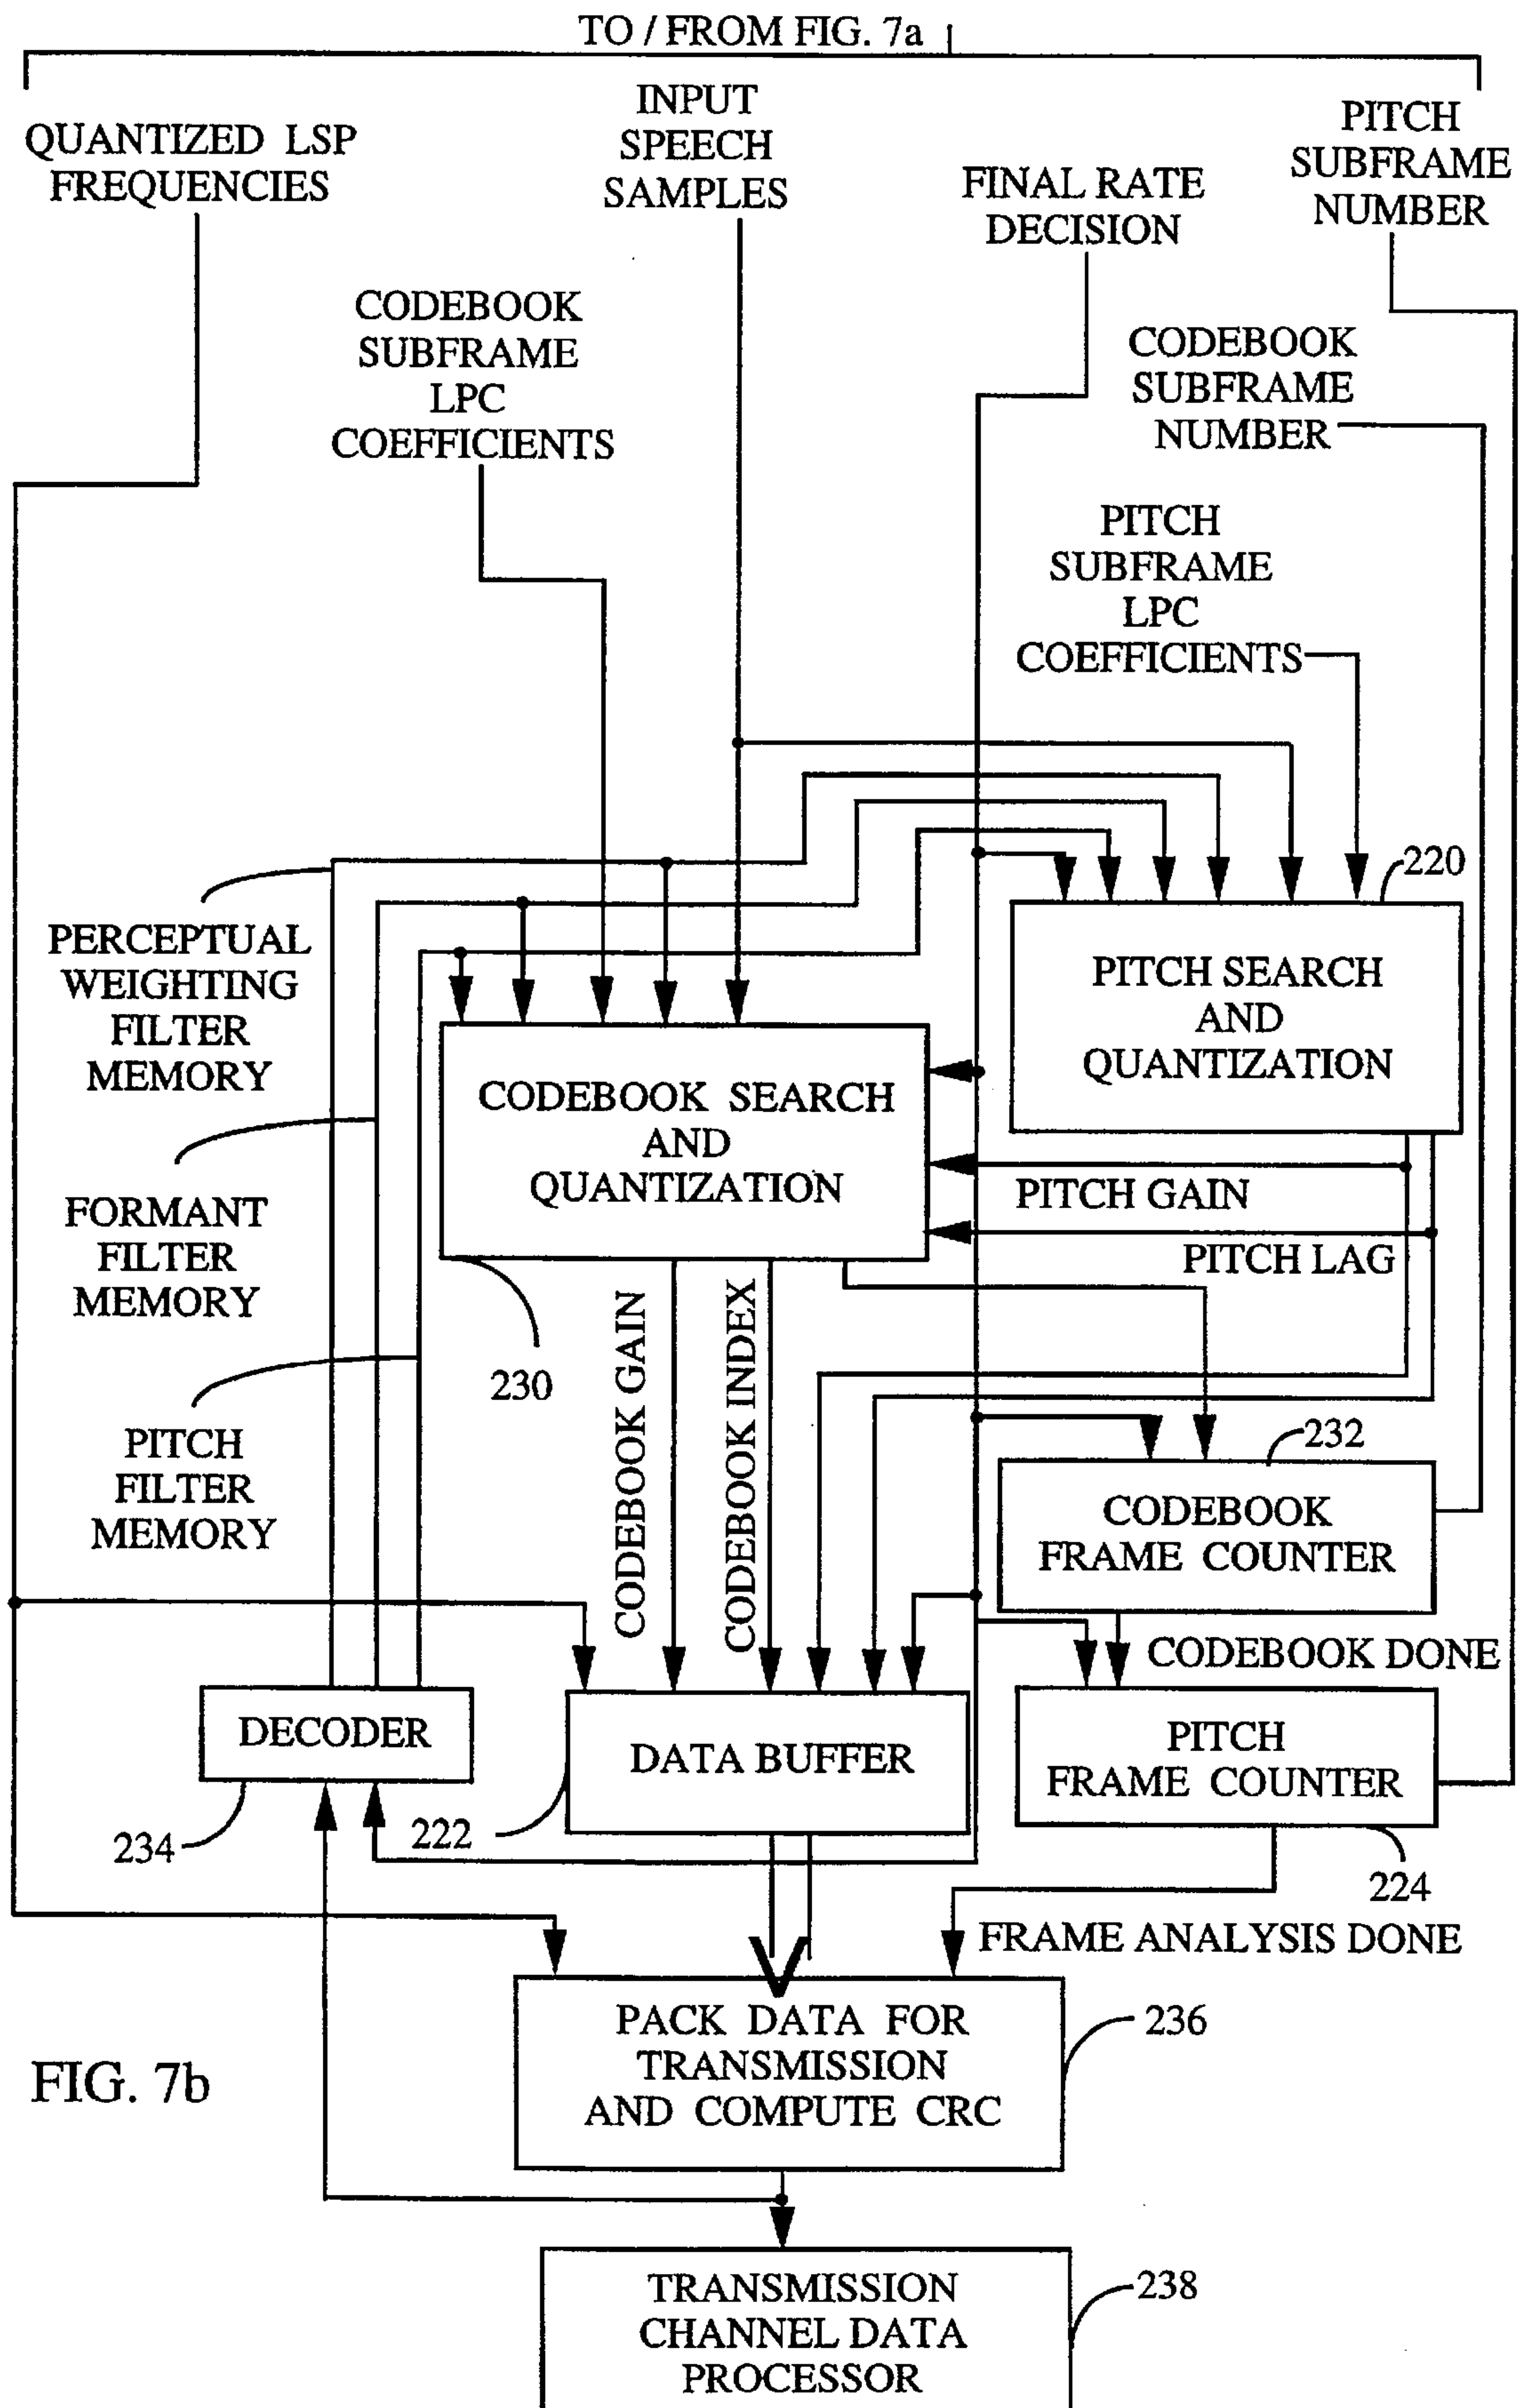 TO / FROM FIG. 7a
QUANTIZED LSP
FREQUENCIES
INPUT
SPEECH
SAMPLES
FINAL RATE
DECISION
PITCH
SUBFRAME
NUMBER
CODEBOOK
SUBFRAME
LPC
COEFFICIENTS
CODEBOOK
SUBFRAME
NUMBER
PITCH
SUBFRAME
LPC
COEFFICIENTS
220
PERCEPTUAL
WEIGHTING
FILTER
MEMORY
PITCH SEARCH
AND
QUANTIZATION
CODEBOOK SEARCH
AND
QUANTIZATION
PITCH GAIN
PITCH LAG
FORMANT
FILTER
MEMORY
230
CODEBOOK GAIN
CODEBOOK INDEX
PITCH
FILTER
MEMORY
232
CODEBOOK
FRAME COUNTER
CODEBOOK DONE
DECODER
DATA BUFFER
PITCH
FRAME COUNTER
234
222
224
FRAME ANALYSIS DONE
PACK DATA FOR
TRANSMISSION
AND COMPUTE CRC
236
FIG. 7b
TRANSMISSION
CHANNEL DATA
PROCESSOR
238